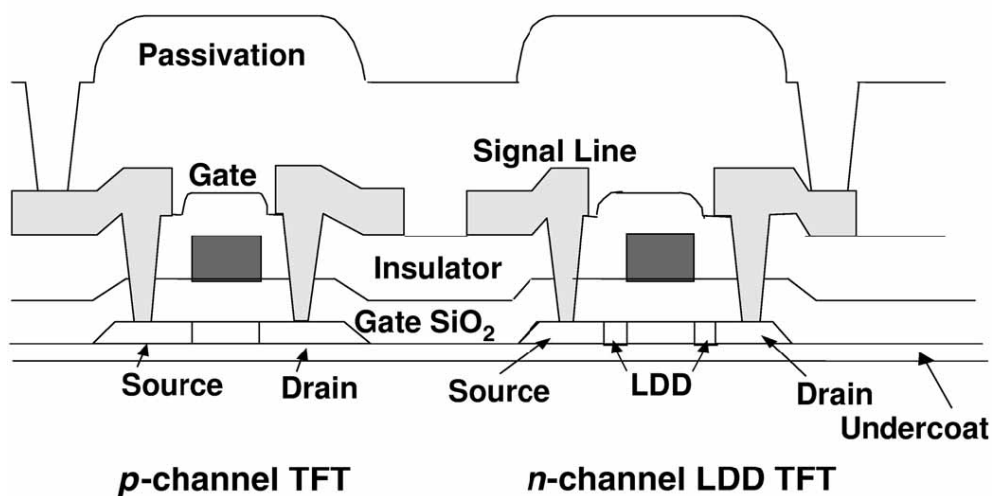 Passivation
Signal Line
Gate
Insulator
Gate SiO₂
Source
Drain
Source
LDD
Drain
Undercoat
p-channel TFT
n-channel LDD TFT